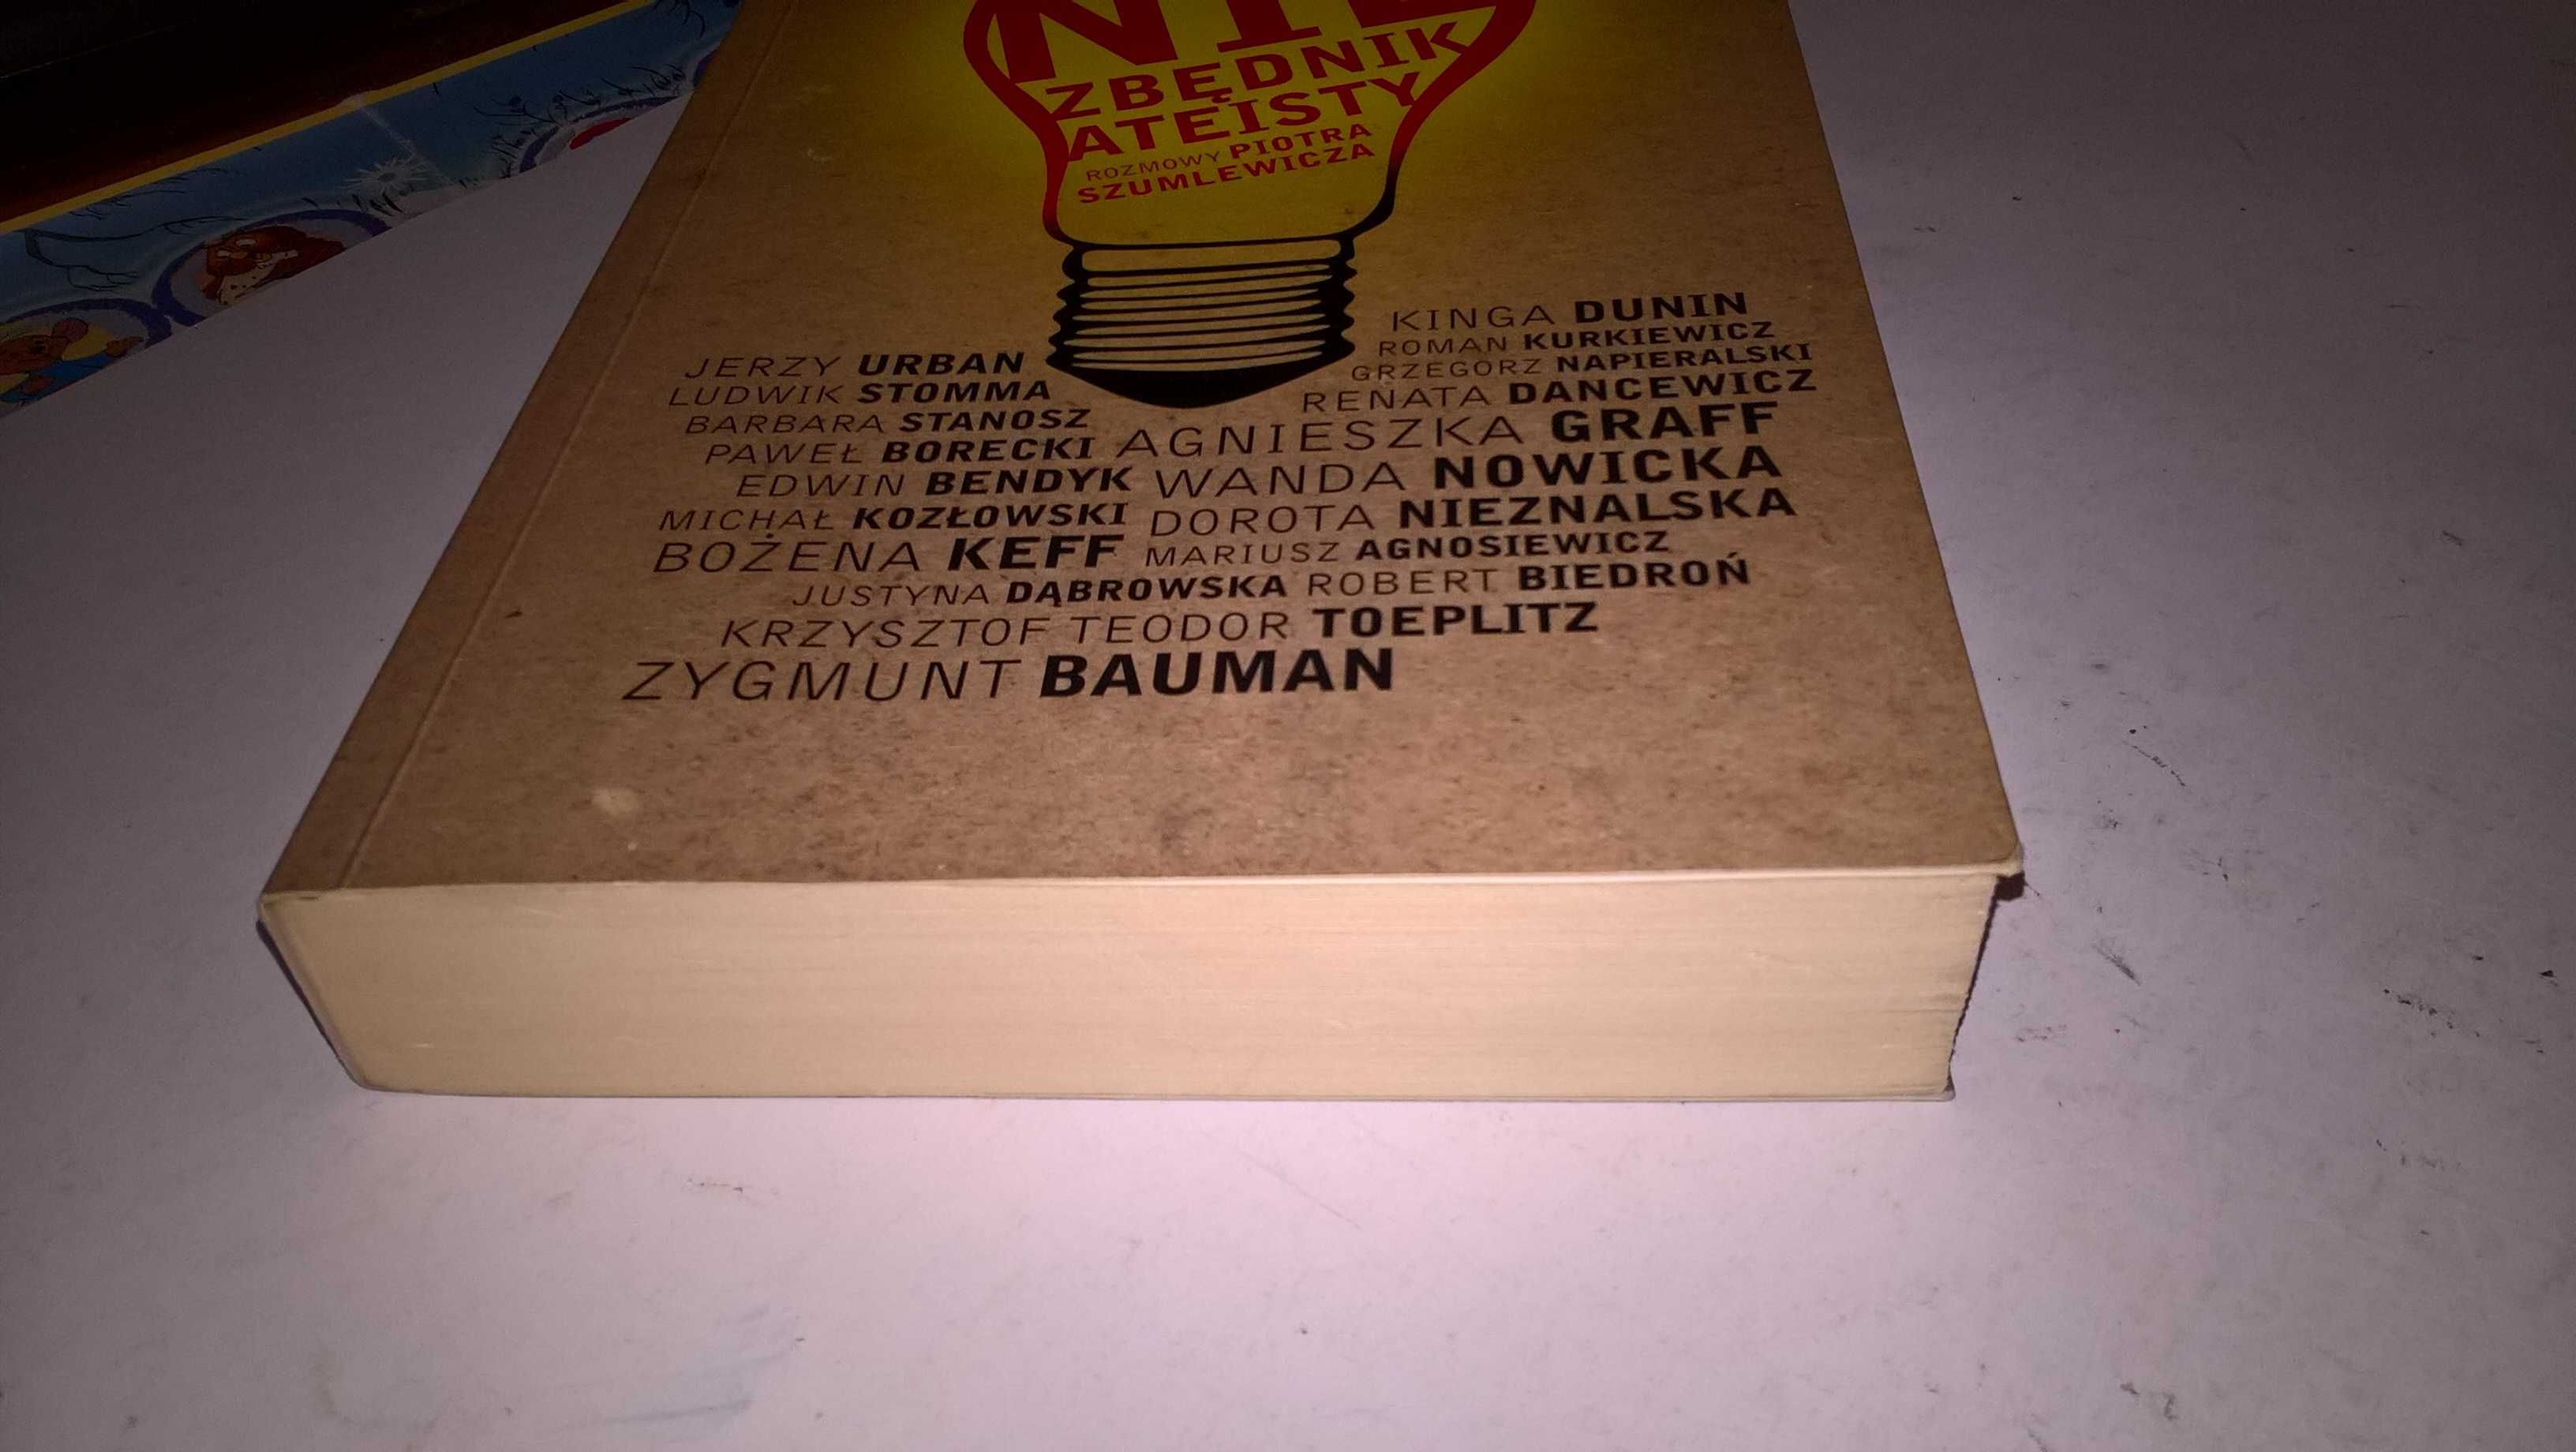 NIE
ZBĘDNIK
ATEISTY
ROZMOWY PIOTRA
SZUMLEWICZA
KINGA DUNIN
ROMAN KURKIEWICZ
GRZEGORZ NAPIERALSKI
RENATA DANCEWICZ
JERZY URBAN
LUDWIK STOMMA
BARBARA STANOSZ
PAWEŁ BORECKI AGNIESZKA GRAFF
EDWIN BENDYK WANDA NOWICKA
MICHAŁ KOZŁOWSKI DOROTA NIEZNALSKA
BOŻENA KEFF MARIUSZ AGNOSIEWICZ
JUSTYNA DĄBROWSKA ROBERT BIEDROŃ
KRZYSZTOF TEODOR TOEPLITZ
ZYGMUNT BAUMAN